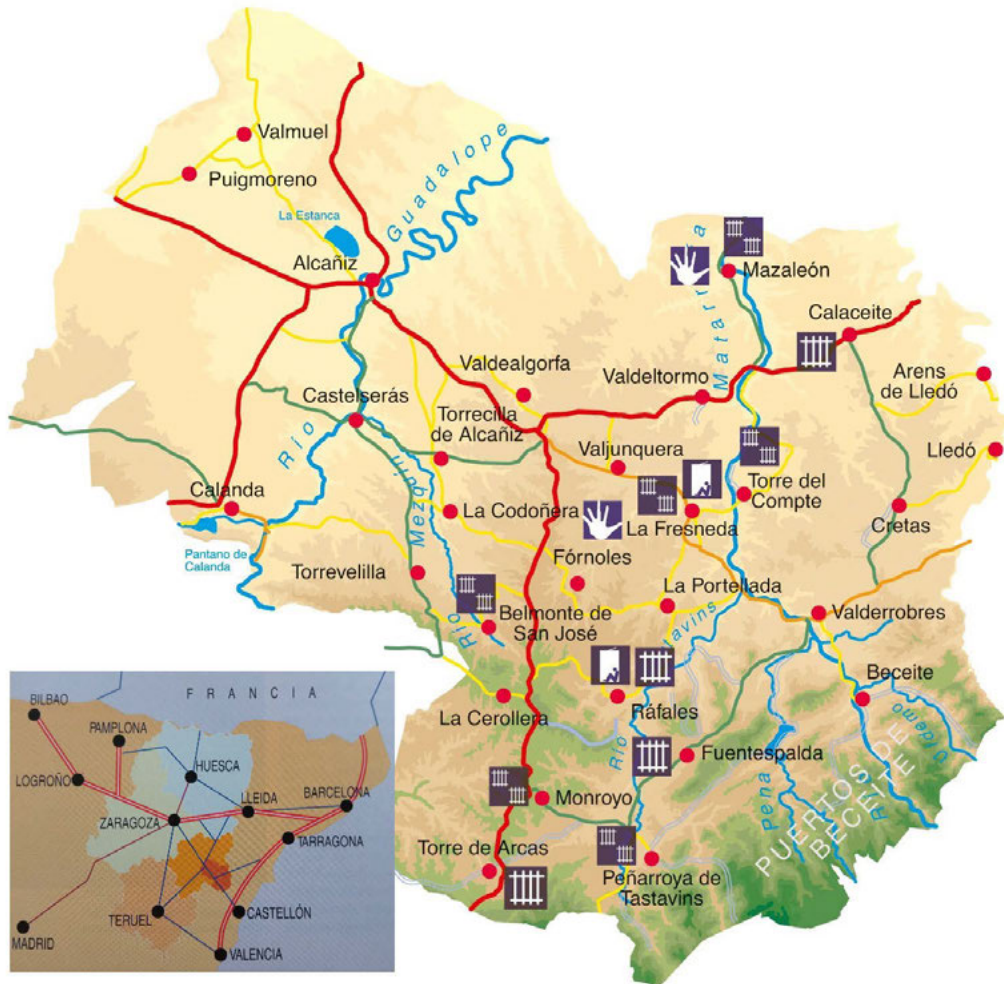 Valmuel
Puigmoreno
La Estanca
Guadalope
Alcañiz
Mazaleón
Matarraña
Calaceite
Valdealgorfa
Valdeltormo
Arens
de Lledó
Castelserás
Río
Torrecilla
de Alcañiz
Valjunquera
Lledó
Calanda
Mezquín
Río
La Codoñera
La Fresneda
Torre del
Compte
Cretas
Pantano de
Calanda
Fórnoles
Torrevelilla
La Portellada
Valderrobres
Belmonte de
San José
tavins
Río
Beceite
La Cerollera
Ráfales
Fuentespalda
Pena
PUERTOS DE
BECEITE
Monroyo
Torre de Arcas
Peñarroya de
Tastavins
FRANCIA
BILBAO
PAMPLONA
HUESCA
LOGROÑO
LLEIDA
BARCELONA
ZARAGOZA
TARRAGONA
TERUEL
CASTELLÓN
MADRID
VALENCIA